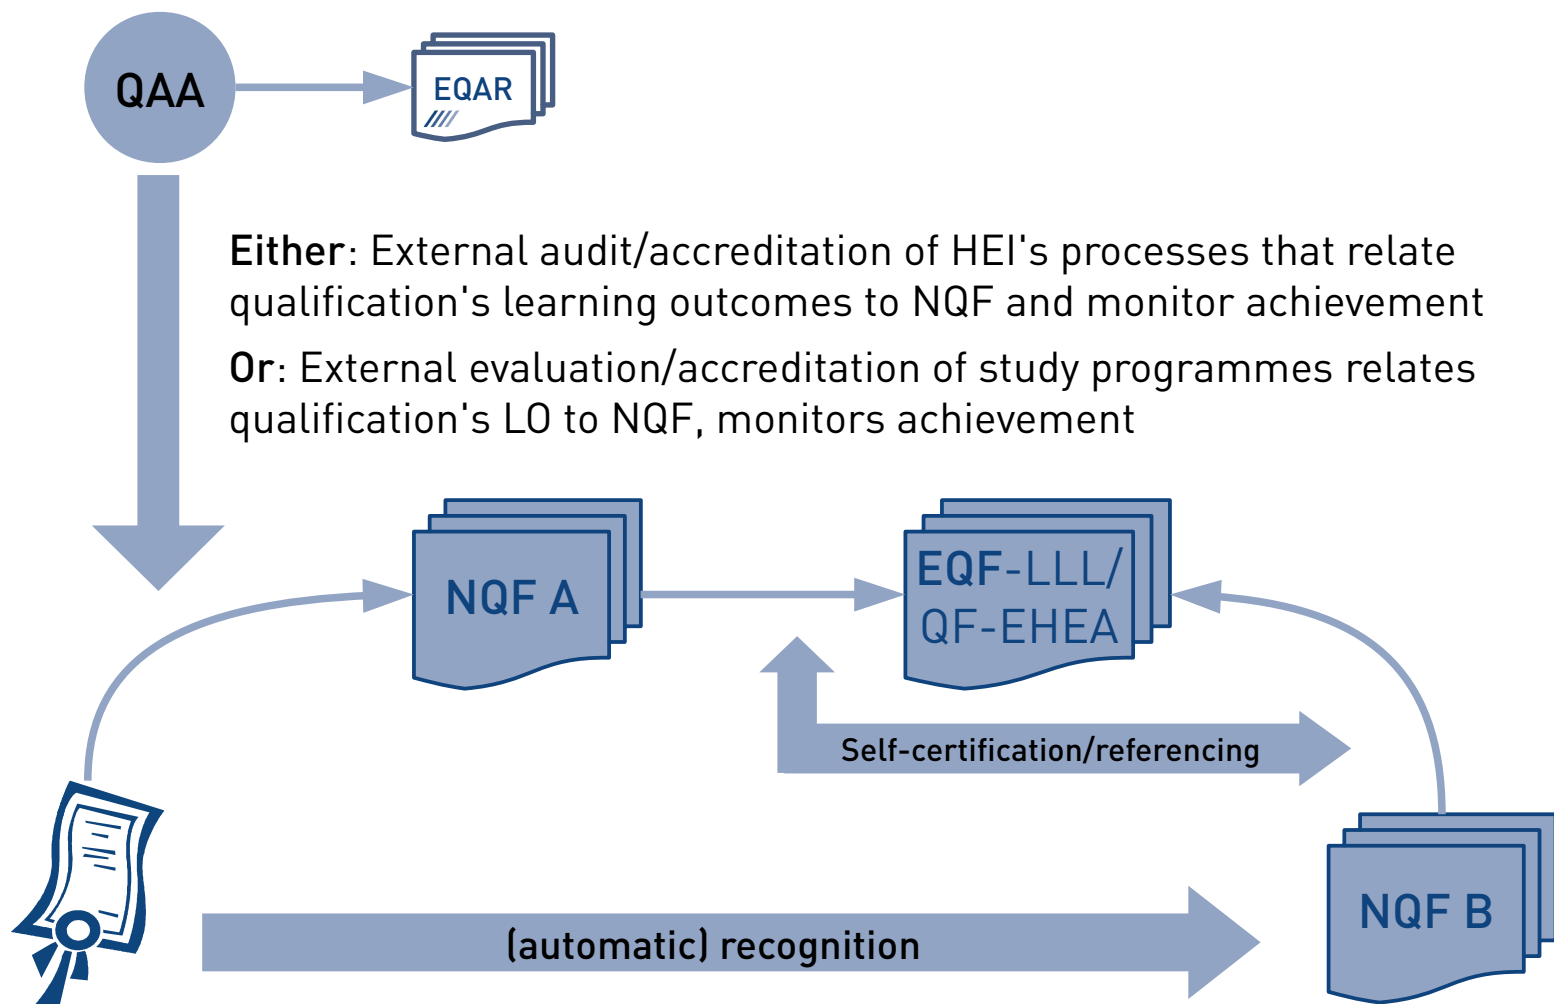 QAA
EQAR
Either: External audit/accreditation of HEI's processes that relate
qualification's learning outcomes to NQF and monitor achievement
Or: External evaluation/accreditation of study programmes relates
qualification's LO to NQF, monitors achievement
NQF A
EQF-LLL/
QF-EHEA
Self-certification/referencing
NQF B
(automatic) recognition